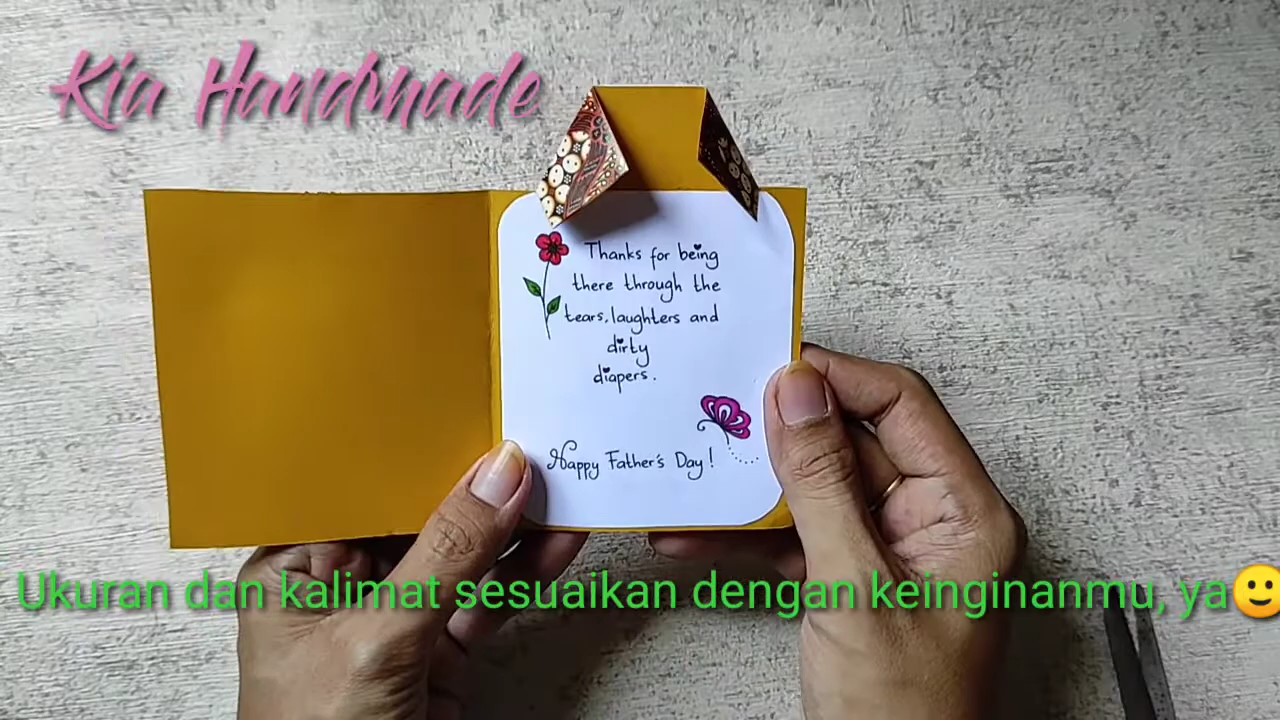 Kia Handmade
Thanks for being
there through the
tears, laughters and
dirty
diapers.
Happy Father's Day!
Ukuran dan kalimat sesuaikan dengan keinginanmu, ya🙂